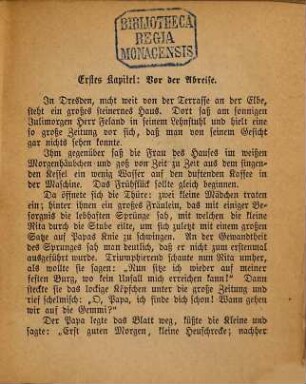 BIBLIOTHECA
REGIA
MONACENSIS
Erstes Kapitel: Vor der Abreise.
In Dresden, nicht weit von der Terrasse an der Elbe,
steht ein großes steinernes Haus. Dort saß am sonnigen
Julimorgen Herr Feland in seinem Lehnstuhl und hielt eine
so große Zeitung vor sich, daß man von seinem Gesicht
gar nichts sehen konnte.
Ihm gegenüber saß die Frau des Hauses im weißen
Morgenhäubchen und goß von Zeit zu Zeit aus dem singen-
den Kessel ein wenig Wasser auf den duftenden Kaffee in
der Maschine. Das Frühstück sollte gleich beginnen.
Da öffnete sich die Thüre: zwei kleine Mädchen traten
ein; hinter ihnen ein großes Fräulein, das mit einiger Be-
sorgnis die lebhaften Sprünge sah, mit welchen die kleine
Rita durch die Stube eilte, um sich zuletzt mit einem großen
Satze auf Papas Knie zu schwingen. An der Gewandtheit
des Sprunges sah man deutlich, daß er nicht zum erstenmal
ausgeführt wurde. Triumphierend schaute nun Rita umher,
als wollte sie sagen: „Nun sitze ich wieder auf meiner
festen Burg, wo kein Unfall mich erreichen kann!“ Dann
steckte sie das lockige Köpfchen unter die große Zeitung und
rief schelmisch: „O, Papa, ich finde dich schon! Wann gehen
wir auf die Gemmi?“
Der Papa legte das Blatt weg, küßte die Kleine und
sagte: „Erst guten Morgen, kleine Heuschrecke; nachher